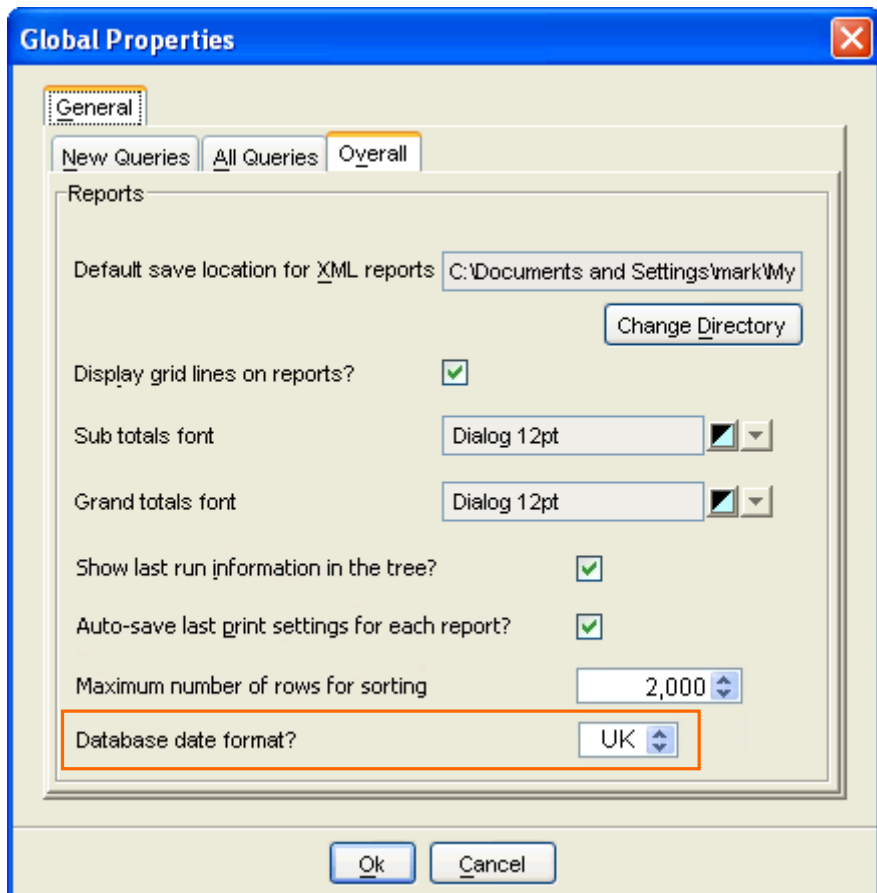 Global Properties
General
New Queries All Queries Overall
Reports
Default save location for XML reports C:\Documents and Settings\mark\My
Change Directory
Display grid lines on reports?
Sub totals font Dialog 12pt
Grand totals font Dialog 12pt
Show last run information in the tree?
Auto-save last print settings for each report?
Maximum number of rows for sorting 2,000
Database date format? UK
Ok Cancel